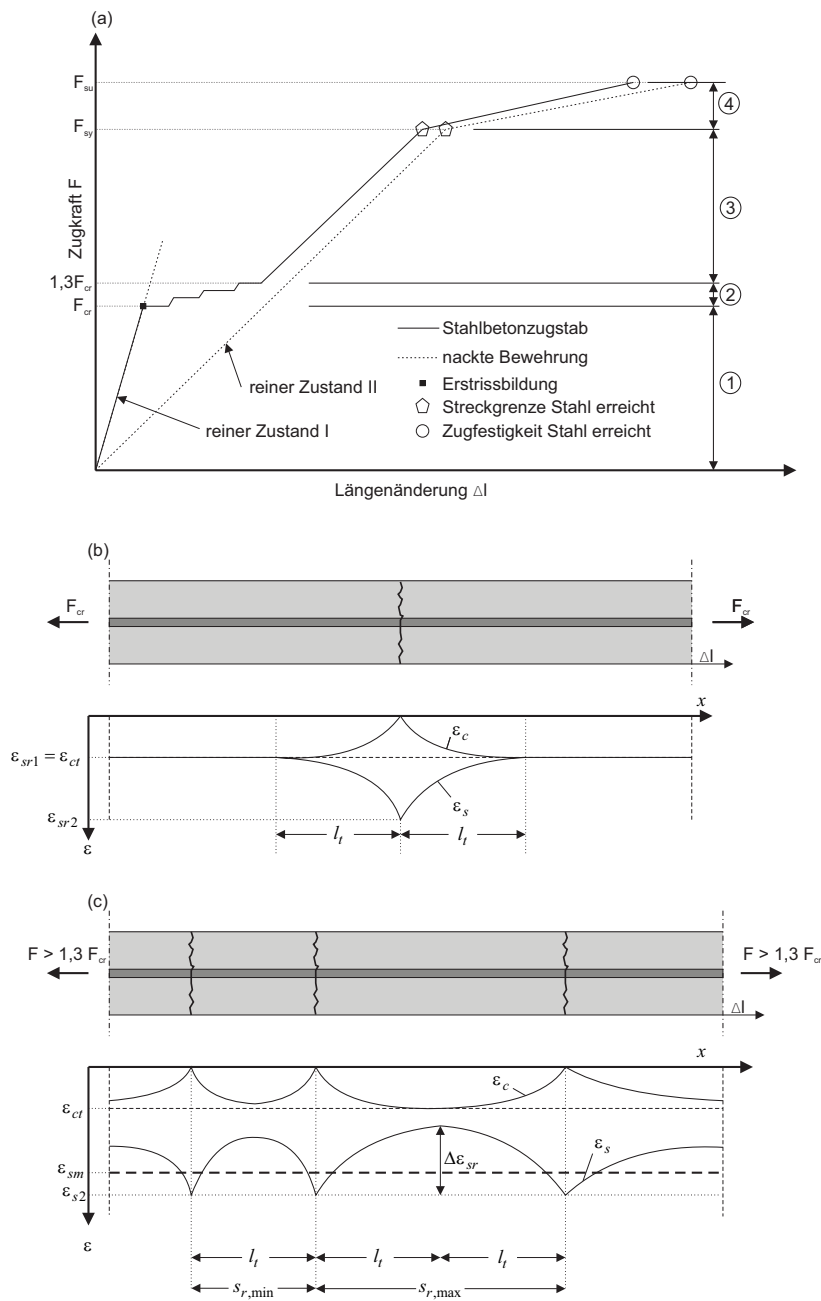 (a)
F_su
F_sy
Zugkraft F
1,3F_cr
F_cr
④
③
②
①
Stahlbetonzugstab
nackte Bewehrung
Erstrissbildung
Streckgrenze Stahl erreicht
Zugfestigkeit Stahl erreicht
reiner Zustand II
reiner Zustand I
Längenänderung Δl
(b)
F_cr
F_cr
Δl
x
ε_sr1 = ε_ct
ε_c
ε_s
ε_sr2
l_t
l_t
ε
(c)
F > 1,3 F_cr
F > 1,3 F_cr
Δl
x
ε_c
ε_ct
Δε_sr
ε_s
ε_sm
ε_s2
ε
l_t
l_t
l_t
s_r,min
s_r,max